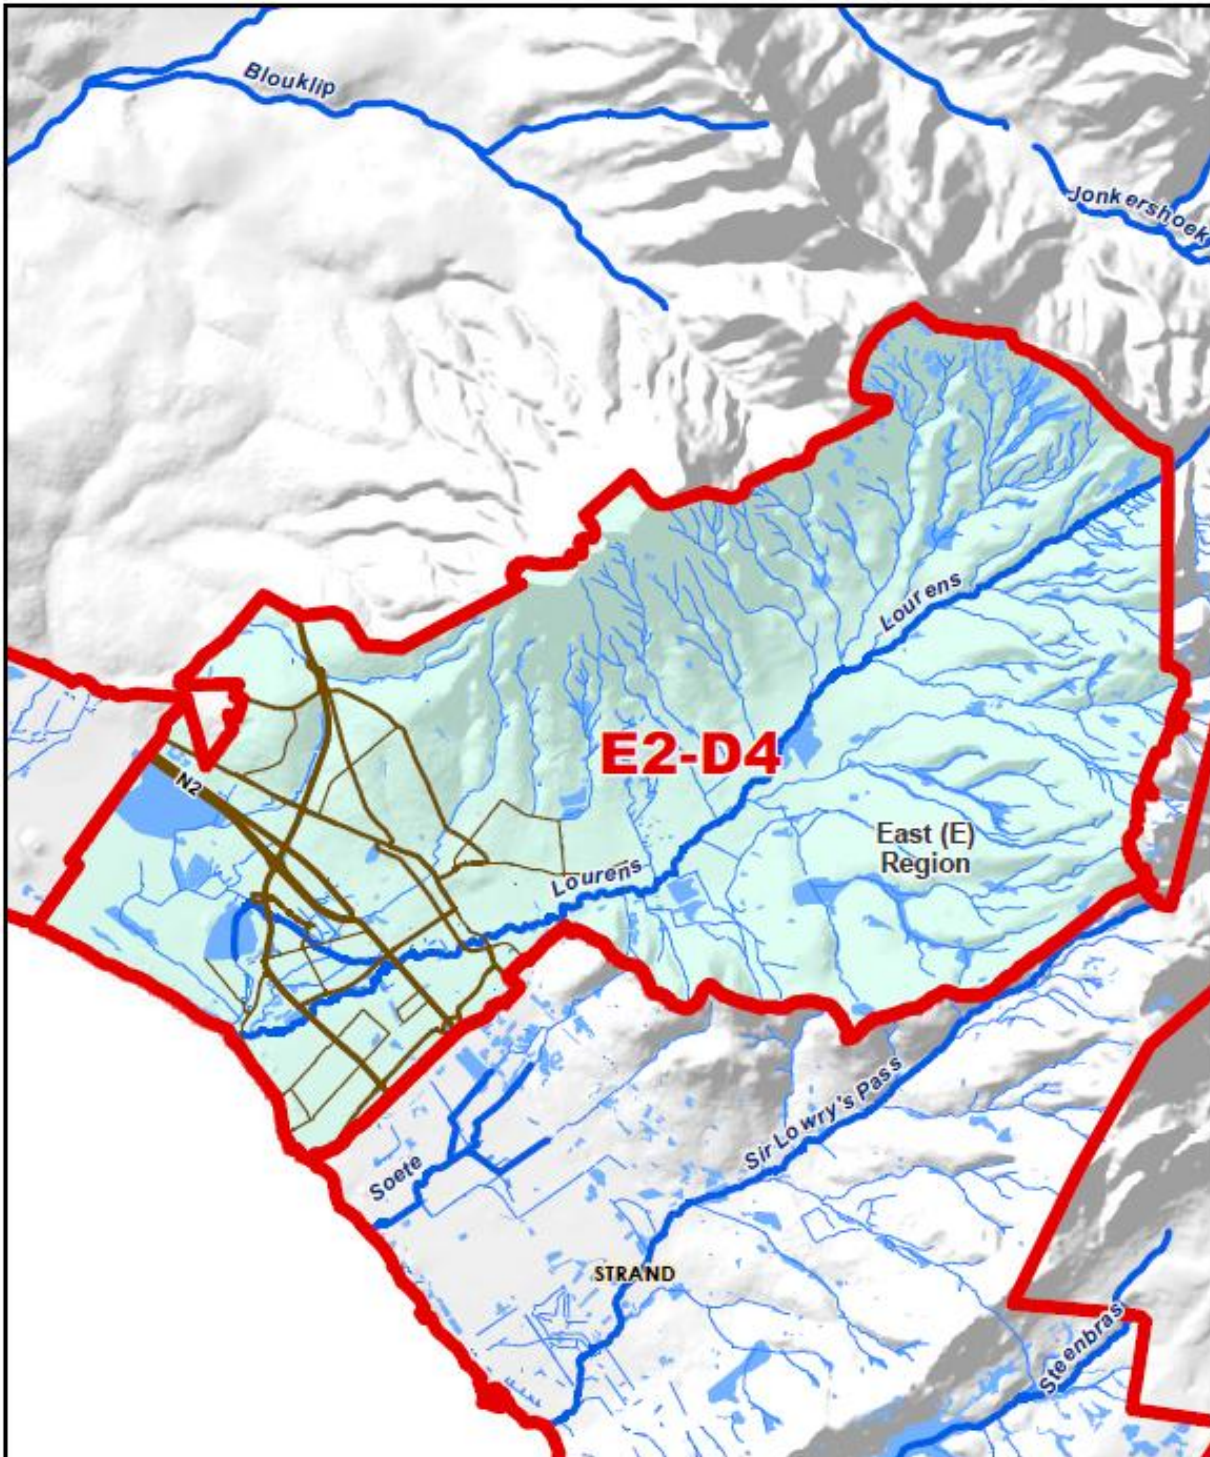 Blouklip
Jonkershoek
Lourens
E2-D4
N2
East (E)
Region
Lourens
Sir Lowry's Pass
Soete
STRAND
Steenbras